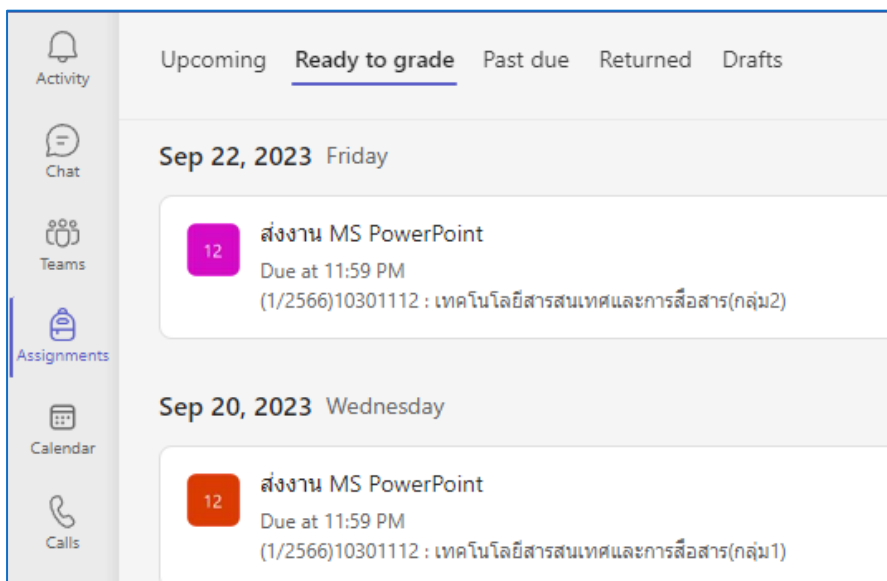 Activity
Chat
Teams
Assignments
Calendar
Calls
Upcoming Ready to grade Past due Returned Drafts
Sep 22, 2023 Friday
12
ส่งงาน MS PowerPoint
Due at 11:59 PM
(1/2566)10301112 : เทคโนโลยีสารสนเทศและการสื่อสาร(กลุ่ม2)
Sep 20, 2023 Wednesday
12
ส่งงาน MS PowerPoint
Due at 11:59 PM
(1/2566)10301112 : เทคโนโลยีสารสนเทศและการสื่อสาร(กลุ่ม1)